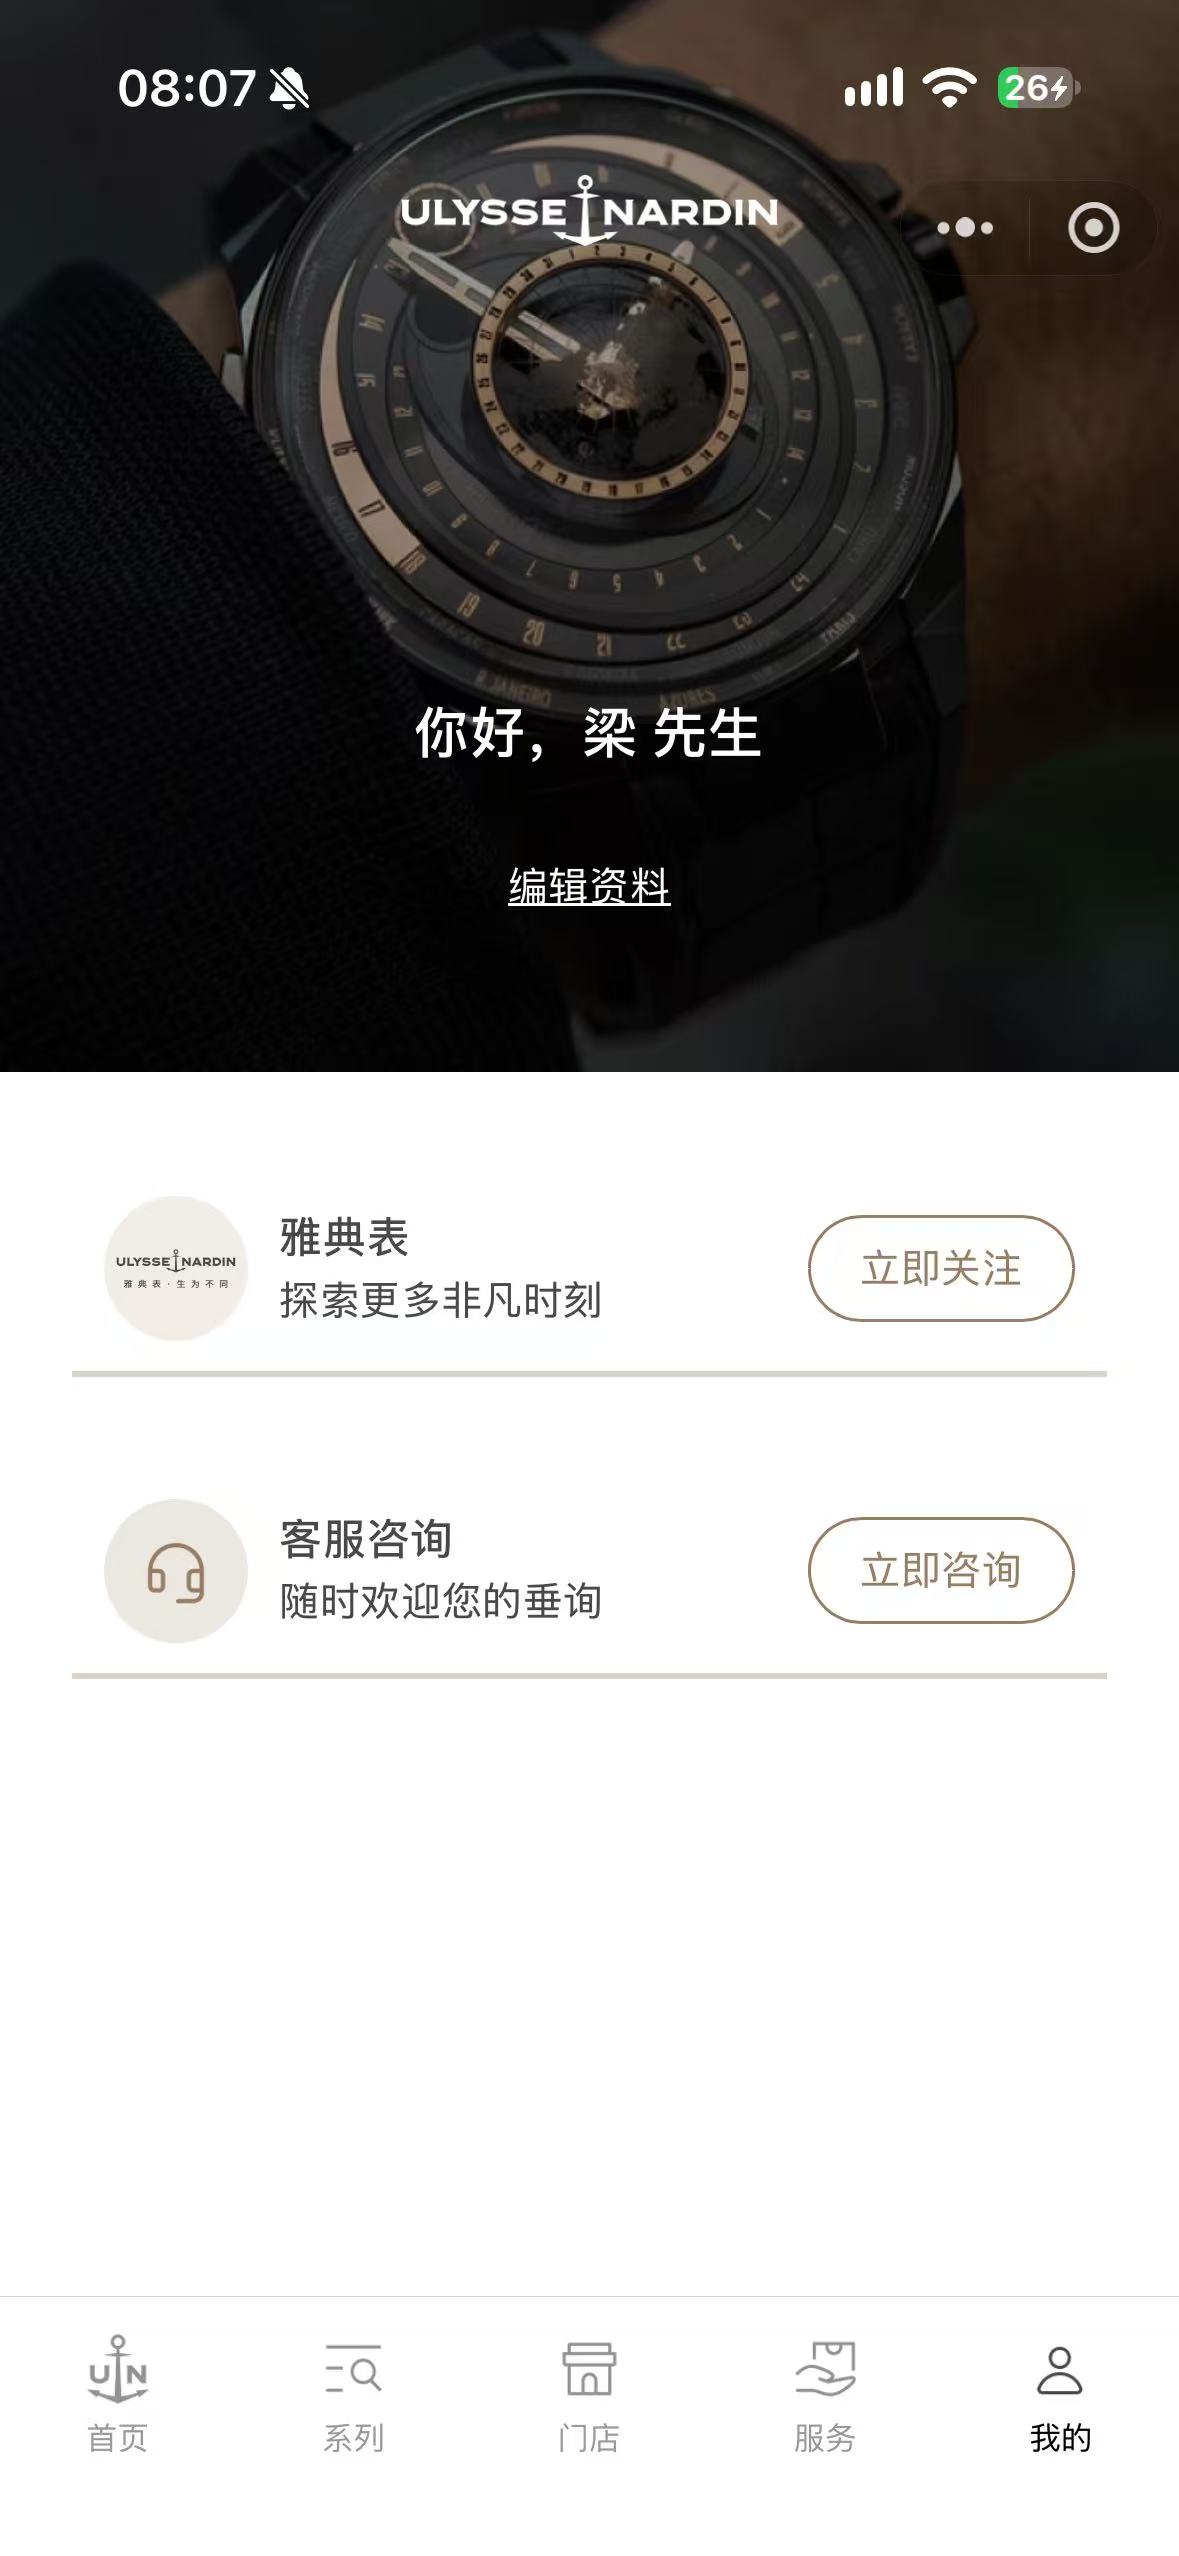 08:07
26
ULYSSE NARDIN
你好，梁 先生
编辑资料
ULYSSE NARDIN
雅典表·生为不同
雅典表
探索更多非凡时刻
立即关注
客服咨询
随时欢迎您的垂询
立即咨询
UN
首页
系列
门店
服务
我的